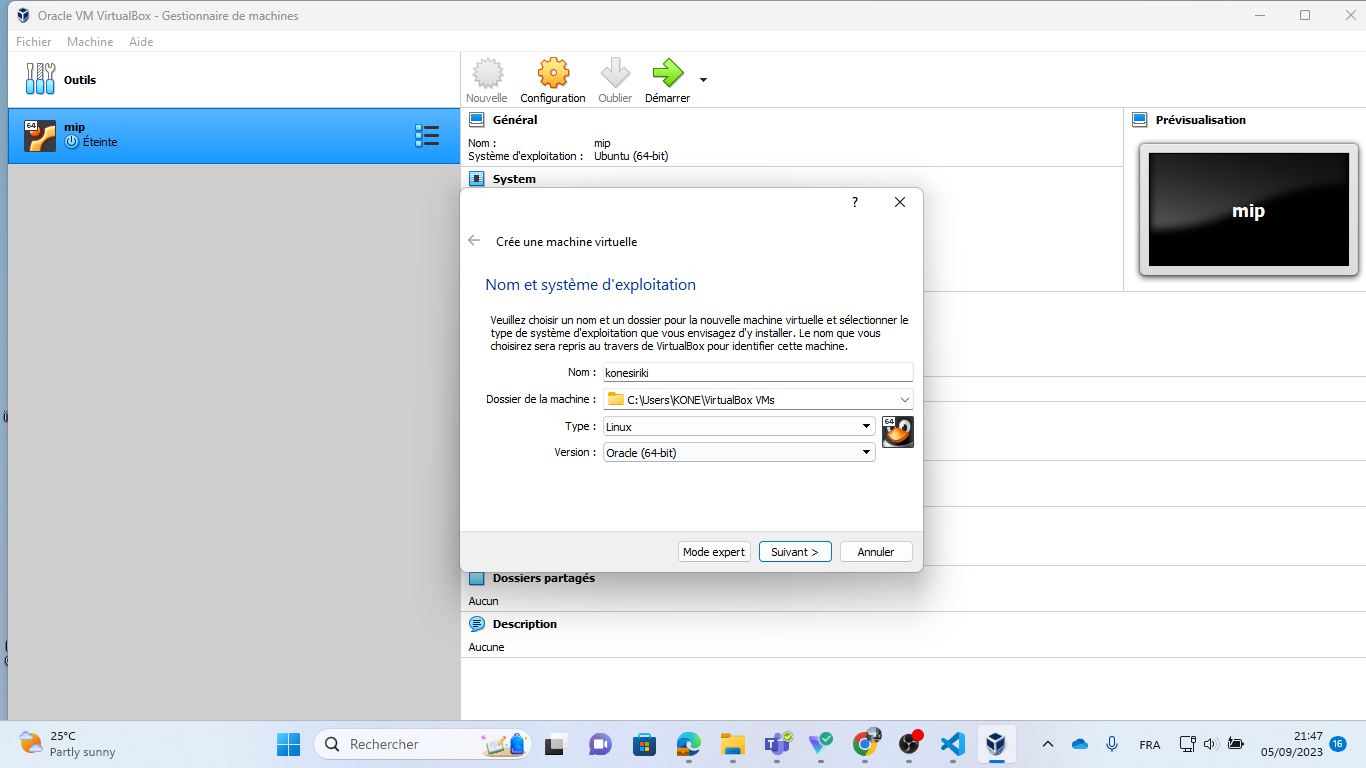 Oracle VM VirtualBox - Gestionnaire de machines
Fichier Machine Aide
Outils
Nouvelle Configuration Oublier Démarrer
64
mip
Éteinte
Général
Nom : mip
Système d'exploitation : Ubuntu (64-bit)
System
Prévisualisation
mip
?
Crée une machine virtuelle
Nom et système d'exploitation
Veuillez choisir un nom et un dossier pour la nouvelle machine virtuelle et sélectionner le
type de système d'exploitation que vous envisagez d'y installer. Le nom que vous
choisirez sera repris au travers de VirtualBox pour identifier cette machine.
Nom : konesiriki
Dossier de la machine : C:\Users\KONE\VirtualBox VMs
Type : Linux
64
Version : Oracle (64-bit)
Mode expert Suivant > Annuler
Dossiers partagés
Aucun
Description
Aucune
25°C
Partly sunny
Rechercher
FRA
21:47
05/09/2023
16